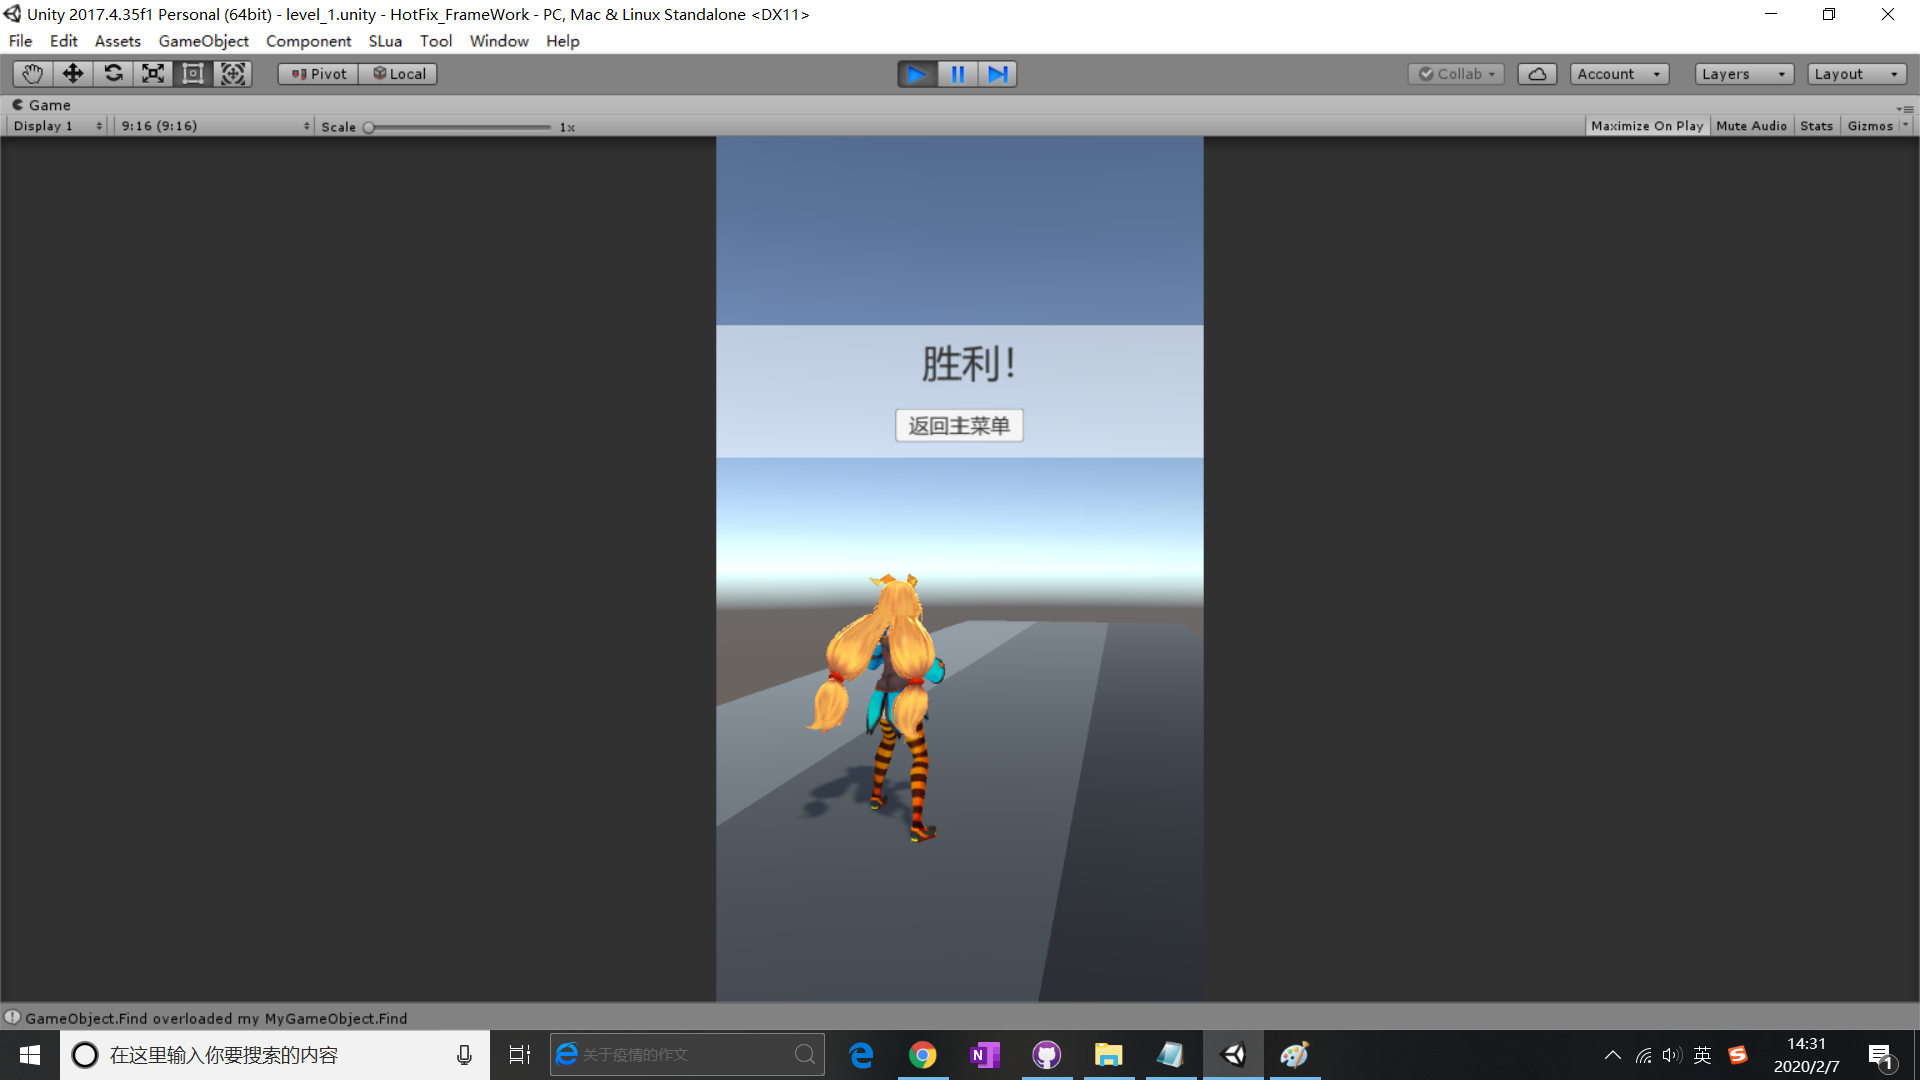 Unity 2017.4.35f1 Personal (64bit) - level_1.unity - HotFix_FrameWork - PC, Mac & Linux Standalone <DX11>
File Edit Assets GameObject Component SLua Tool Window Help
Pivot Local Collab Account Layers Layout
Game
Display 1 9:16 (9:16) Scale 1x Maximize On Play Mute Audio Stats Gizmos
胜利!
返回主菜单
GameObject.Find overloaded my MyGameObject.Find
在这里输入你要搜索的内容 关于疫情的作文 N 英 S 14:31
2020/2/7 1